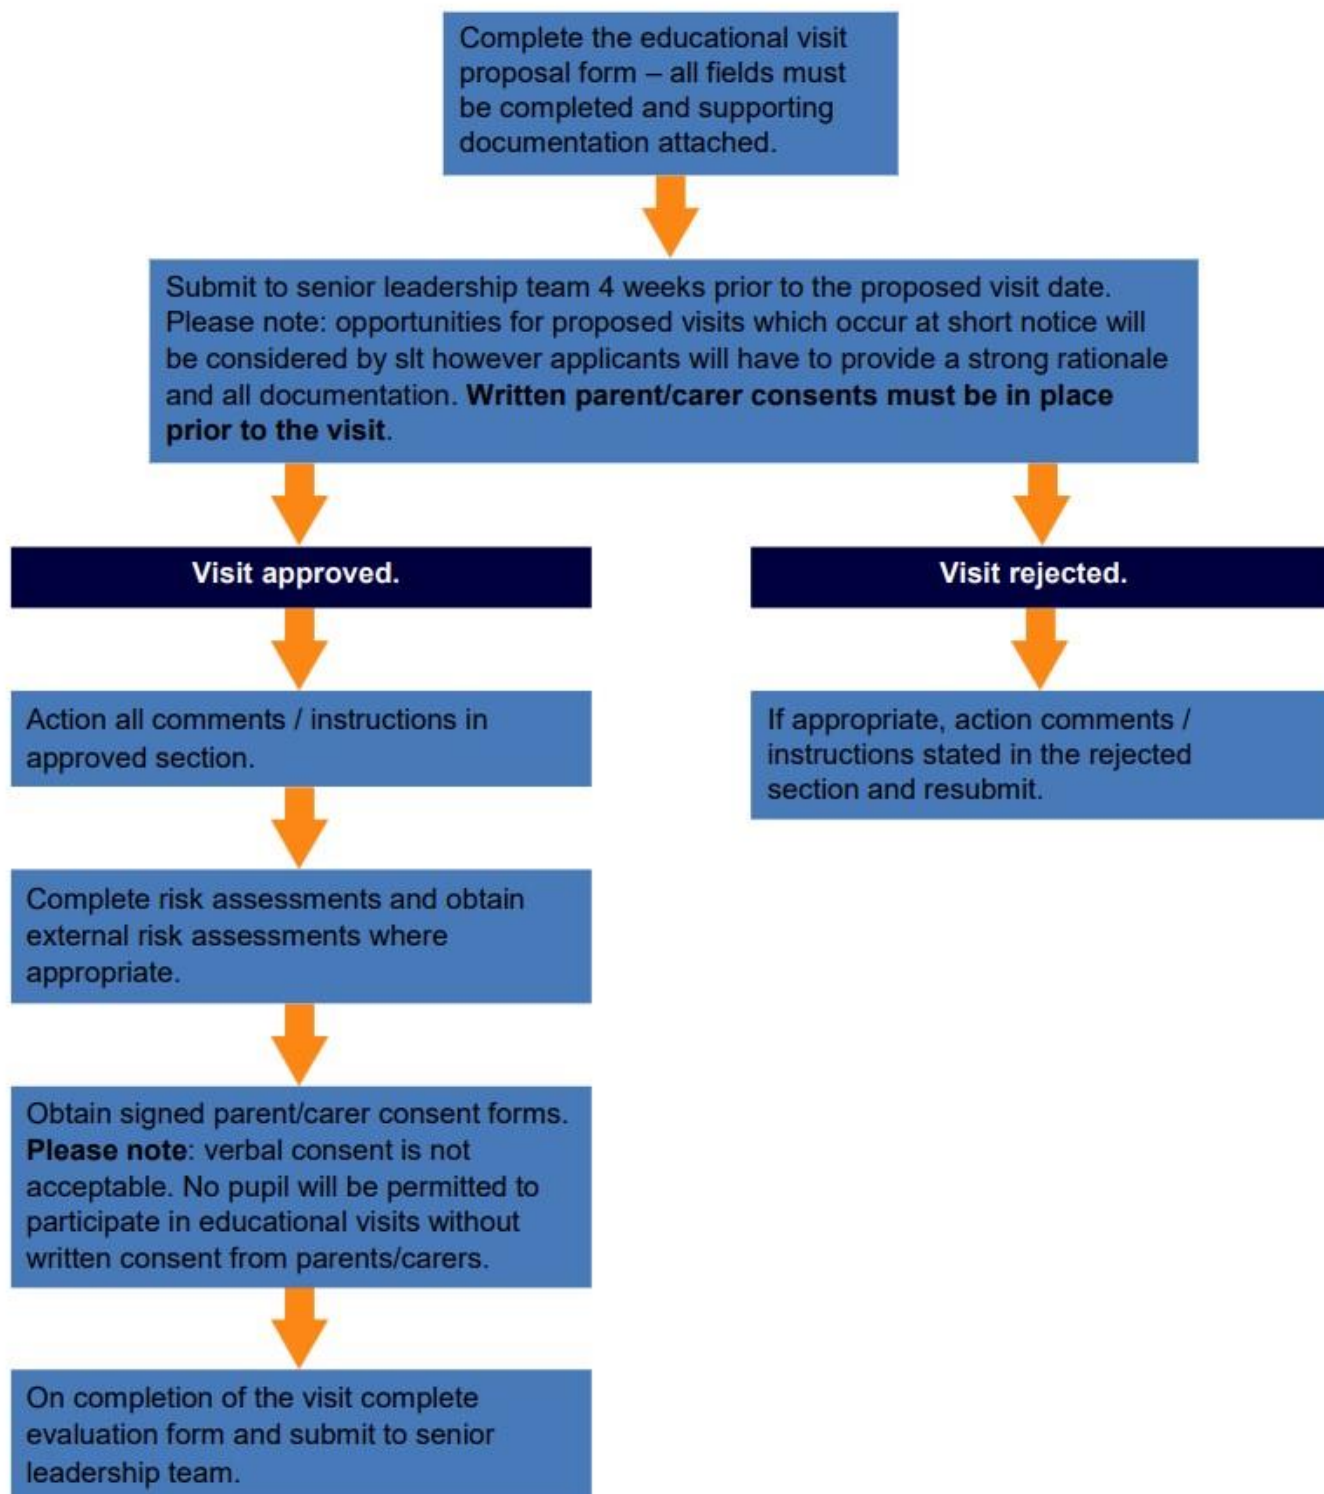 Complete the educational visit
proposal form – all fields must
be completed and supporting
documentation attached.
Submit to senior leadership team 4 weeks prior to the proposed visit date.
Please note: opportunities for proposed visits which occur at short notice will
be considered by slt however applicants will have to provide a strong rationale
and all documentation. Written parent/carer consents must be in place
prior to the visit.
Visit approved.
Visit rejected.
Action all comments / instructions in
approved section.
If appropriate, action comments /
instructions stated in the rejected
section and resubmit.
Complete risk assessments and obtain
external risk assessments where
appropriate.
Obtain signed parent/carer consent forms.
Please note: verbal consent is not
acceptable. No pupil will be permitted to
participate in educational visits without
written consent from parents/carers.
On completion of the visit complete
evaluation form and submit to senior
leadership team.